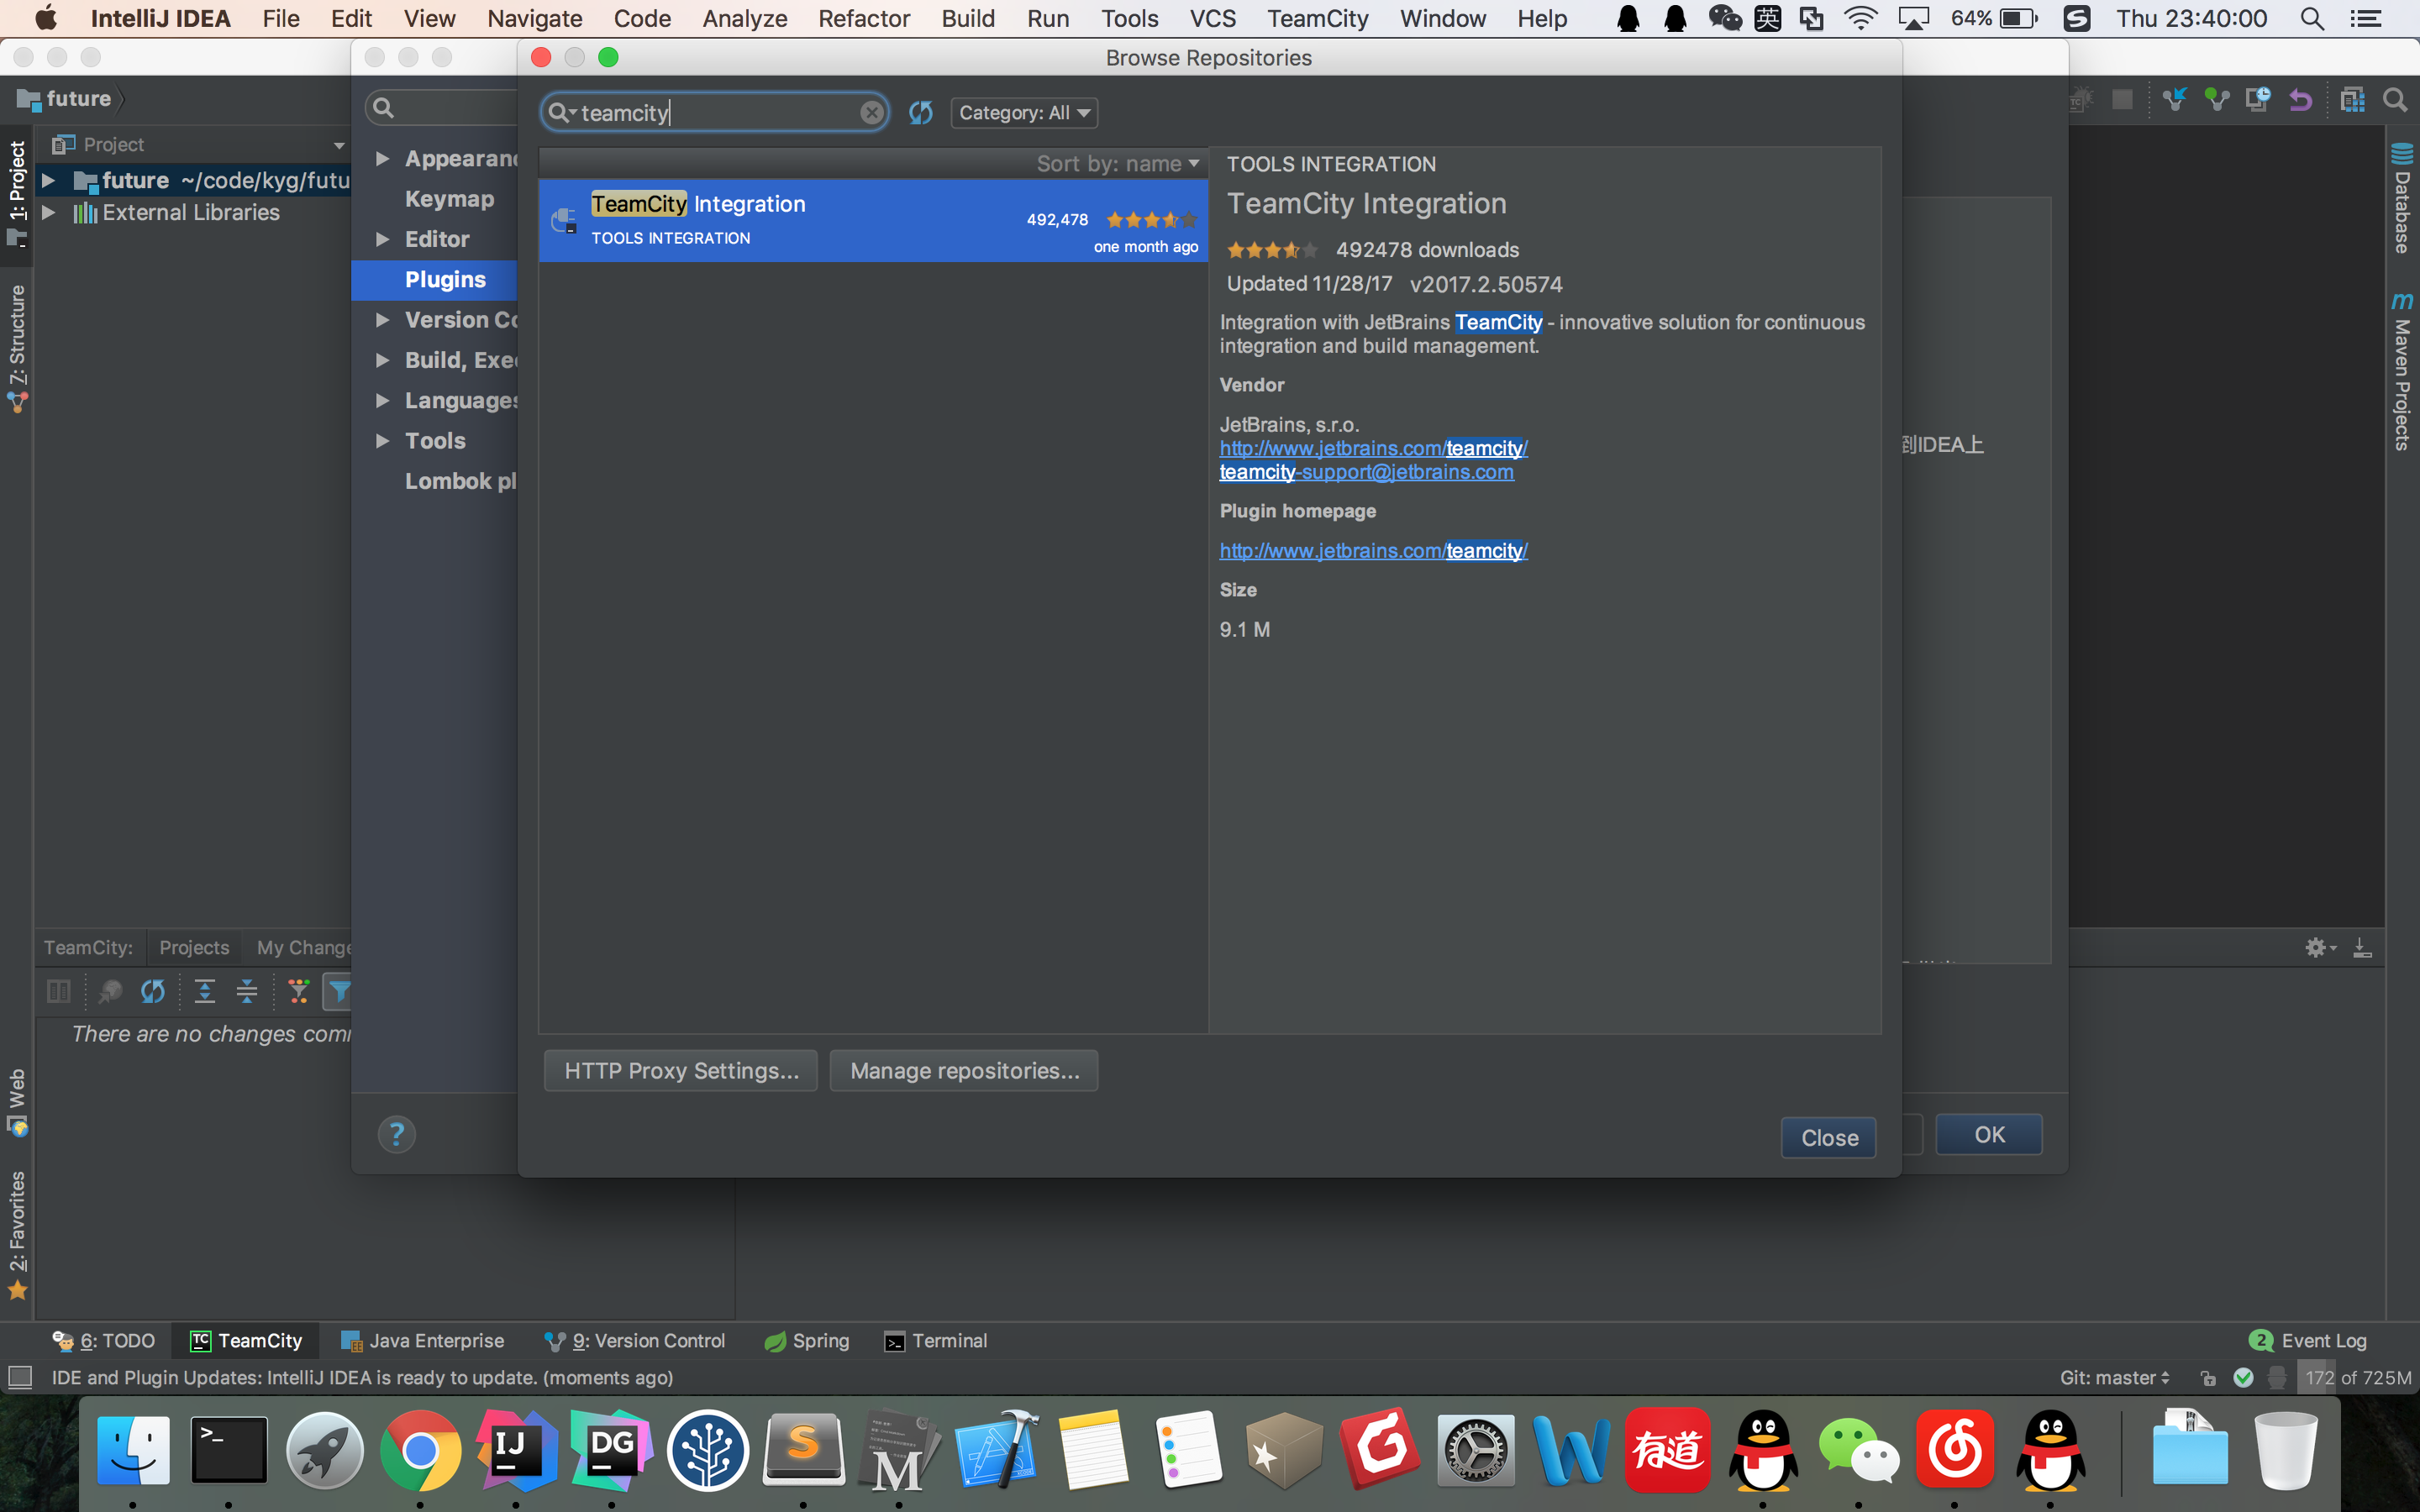 IntelliJ IDEA File Edit View Navigate Code Analyze Refactor Build Run Tools VCS TeamCity Window Help 英 64% Thu 23:40:00
Browse Repositories
future
teamcity
Category: All
Project
Sort by: name
future ~/code/kyg/futu
External Libraries
1: Project
7: Structure
Web
2: Favorites
Appearan
Keymap
Editor
Plugins
Version Co
Build, Exe
Languages
Tools
Lombok pl
TeamCity Integration
TOOLS INTEGRATION
492,478
one month ago
TOOLS INTEGRATION
TeamCity Integration
492478 downloads
Updated 11/28/17 v2017.2.50574
Integration with JetBrains TeamCity - innovative solution for continuous
integration and build management.
Vendor
JetBrains, s.r.o.
http://www.jetbrains.com/teamcity/
teamcity-support@jetbrains.com
Plugin homepage
http://www.jetbrains.com/teamcity/
Size
9.1 M
到IDEA上
Database
m Maven Projects
TeamCity: Projects My Change
There are no changes com
HTTP Proxy Settings... Manage repositories...
?
Close
OK
6: TODO TC TeamCity Java Enterprise 9: Version Control Spring Terminal 2 Event Log
IDE and Plugin Updates: IntelliJ IDEA is ready to update. (moments ago) Git: master 172 of 725M
IJ DG S M G W 有道